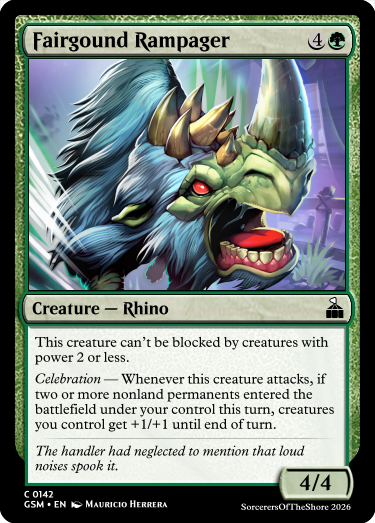 Fairgound Rampager 4
Creature — Rhino
This creature can't be blocked by creatures with
power 2 or less.
Celebration — Whenever this creature attacks, if
two or more nonland permanents entered the
battlefield under your control this turn, creatures
you control get +1/+1 until end of turn.
The handler had neglected to mention that loud
noises spook it.
4/4
C 0142
GSM • EN Mauricio Herrera
SorcerersOfTheShore 2026